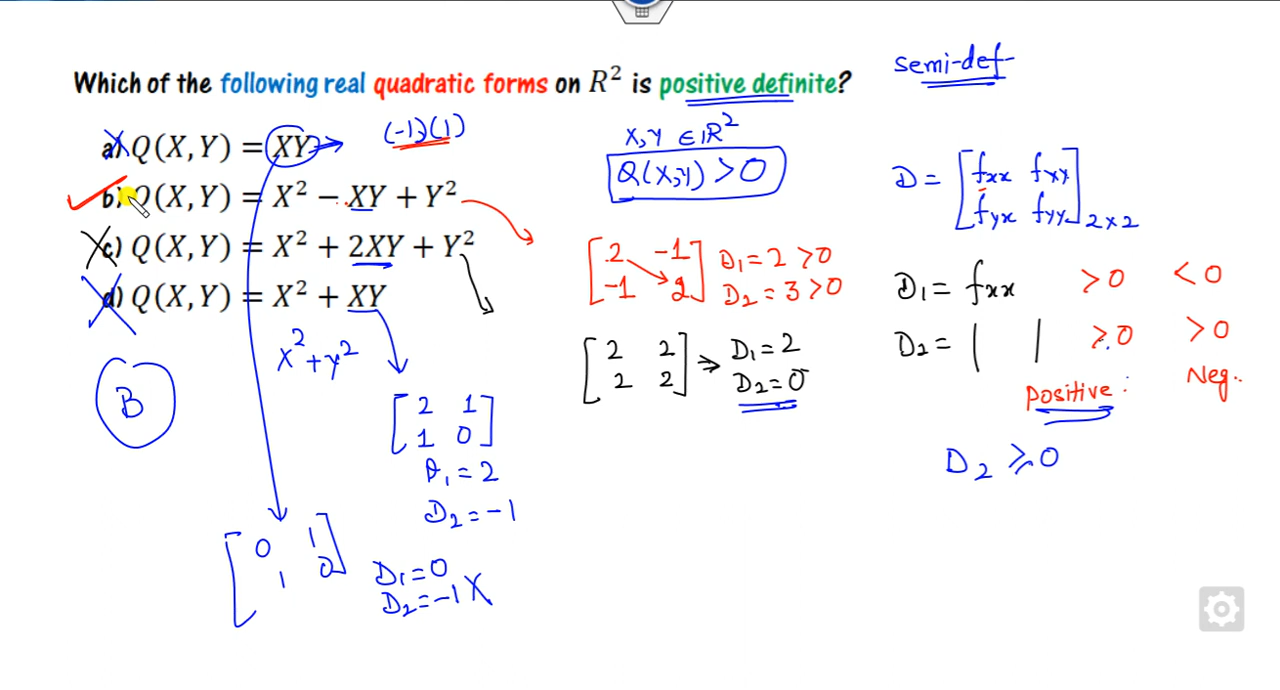 Which of the following real quadratic forms on R² is positive definite?
semi-def-
a) Q(X, Y) = XY
(-1)(1)
X,Y ∈ ℝ²
Q(X,Y) > 0
b) Q(X, Y) = X² − XY + Y²
c) Q(X, Y) = X² + 2XY + Y²
d) Q(X, Y) = X² + XY
x² + y²
B
D = [fxx fxy
fyx fyy] 2×2
[2 -1
-1 2]
D₁ = 2 > 0
D₂ = 3 > 0
D₁ = fxx > 0 < 0
D₂ = | | ≥ 0 > 0
Positive: Neg..
[2 2
2 2]
⇒ D₁ = 2
D₂ = 0
D₂ ≥ 0
[2 1
1 0]
D₁ = 2
D₂ = -1
[0 1
1 0]
D₁ = 0
D₂ = -1 X